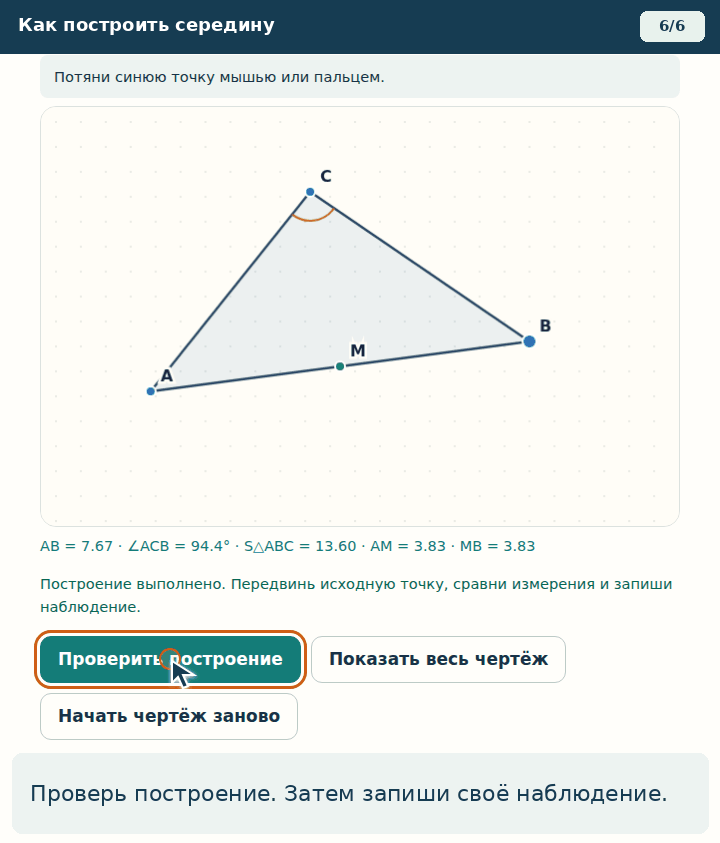 Как построить середину
6/6
Потяни синюю точку мышью или пальцем.
C
B
M
A
AB = 7.67 · ∠ACB = 94.4° · S△ABC = 13.60 · AM = 3.83 · MB = 3.83
Построение выполнено. Передвинь исходную точку, сравни измерения и запиши
наблюдение.
Проверить построение
Показать весь чертёж
Начать чертёж заново
Проверь построение. Затем запиши своё наблюдение.